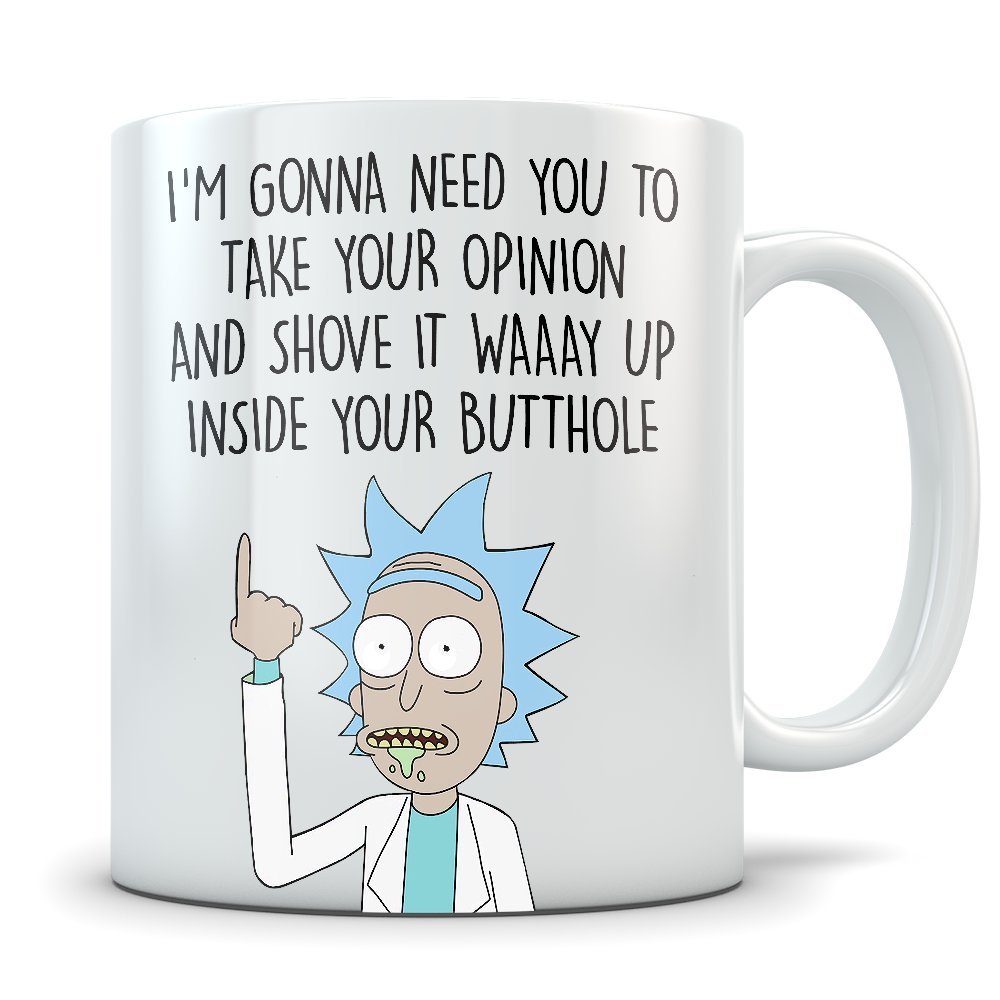 I'M GONNA NEED YOU TO
TAKE YOUR OPINION
AND SHOVE IT WAAAY UP
INSIDE YOUR BUTTHOLE